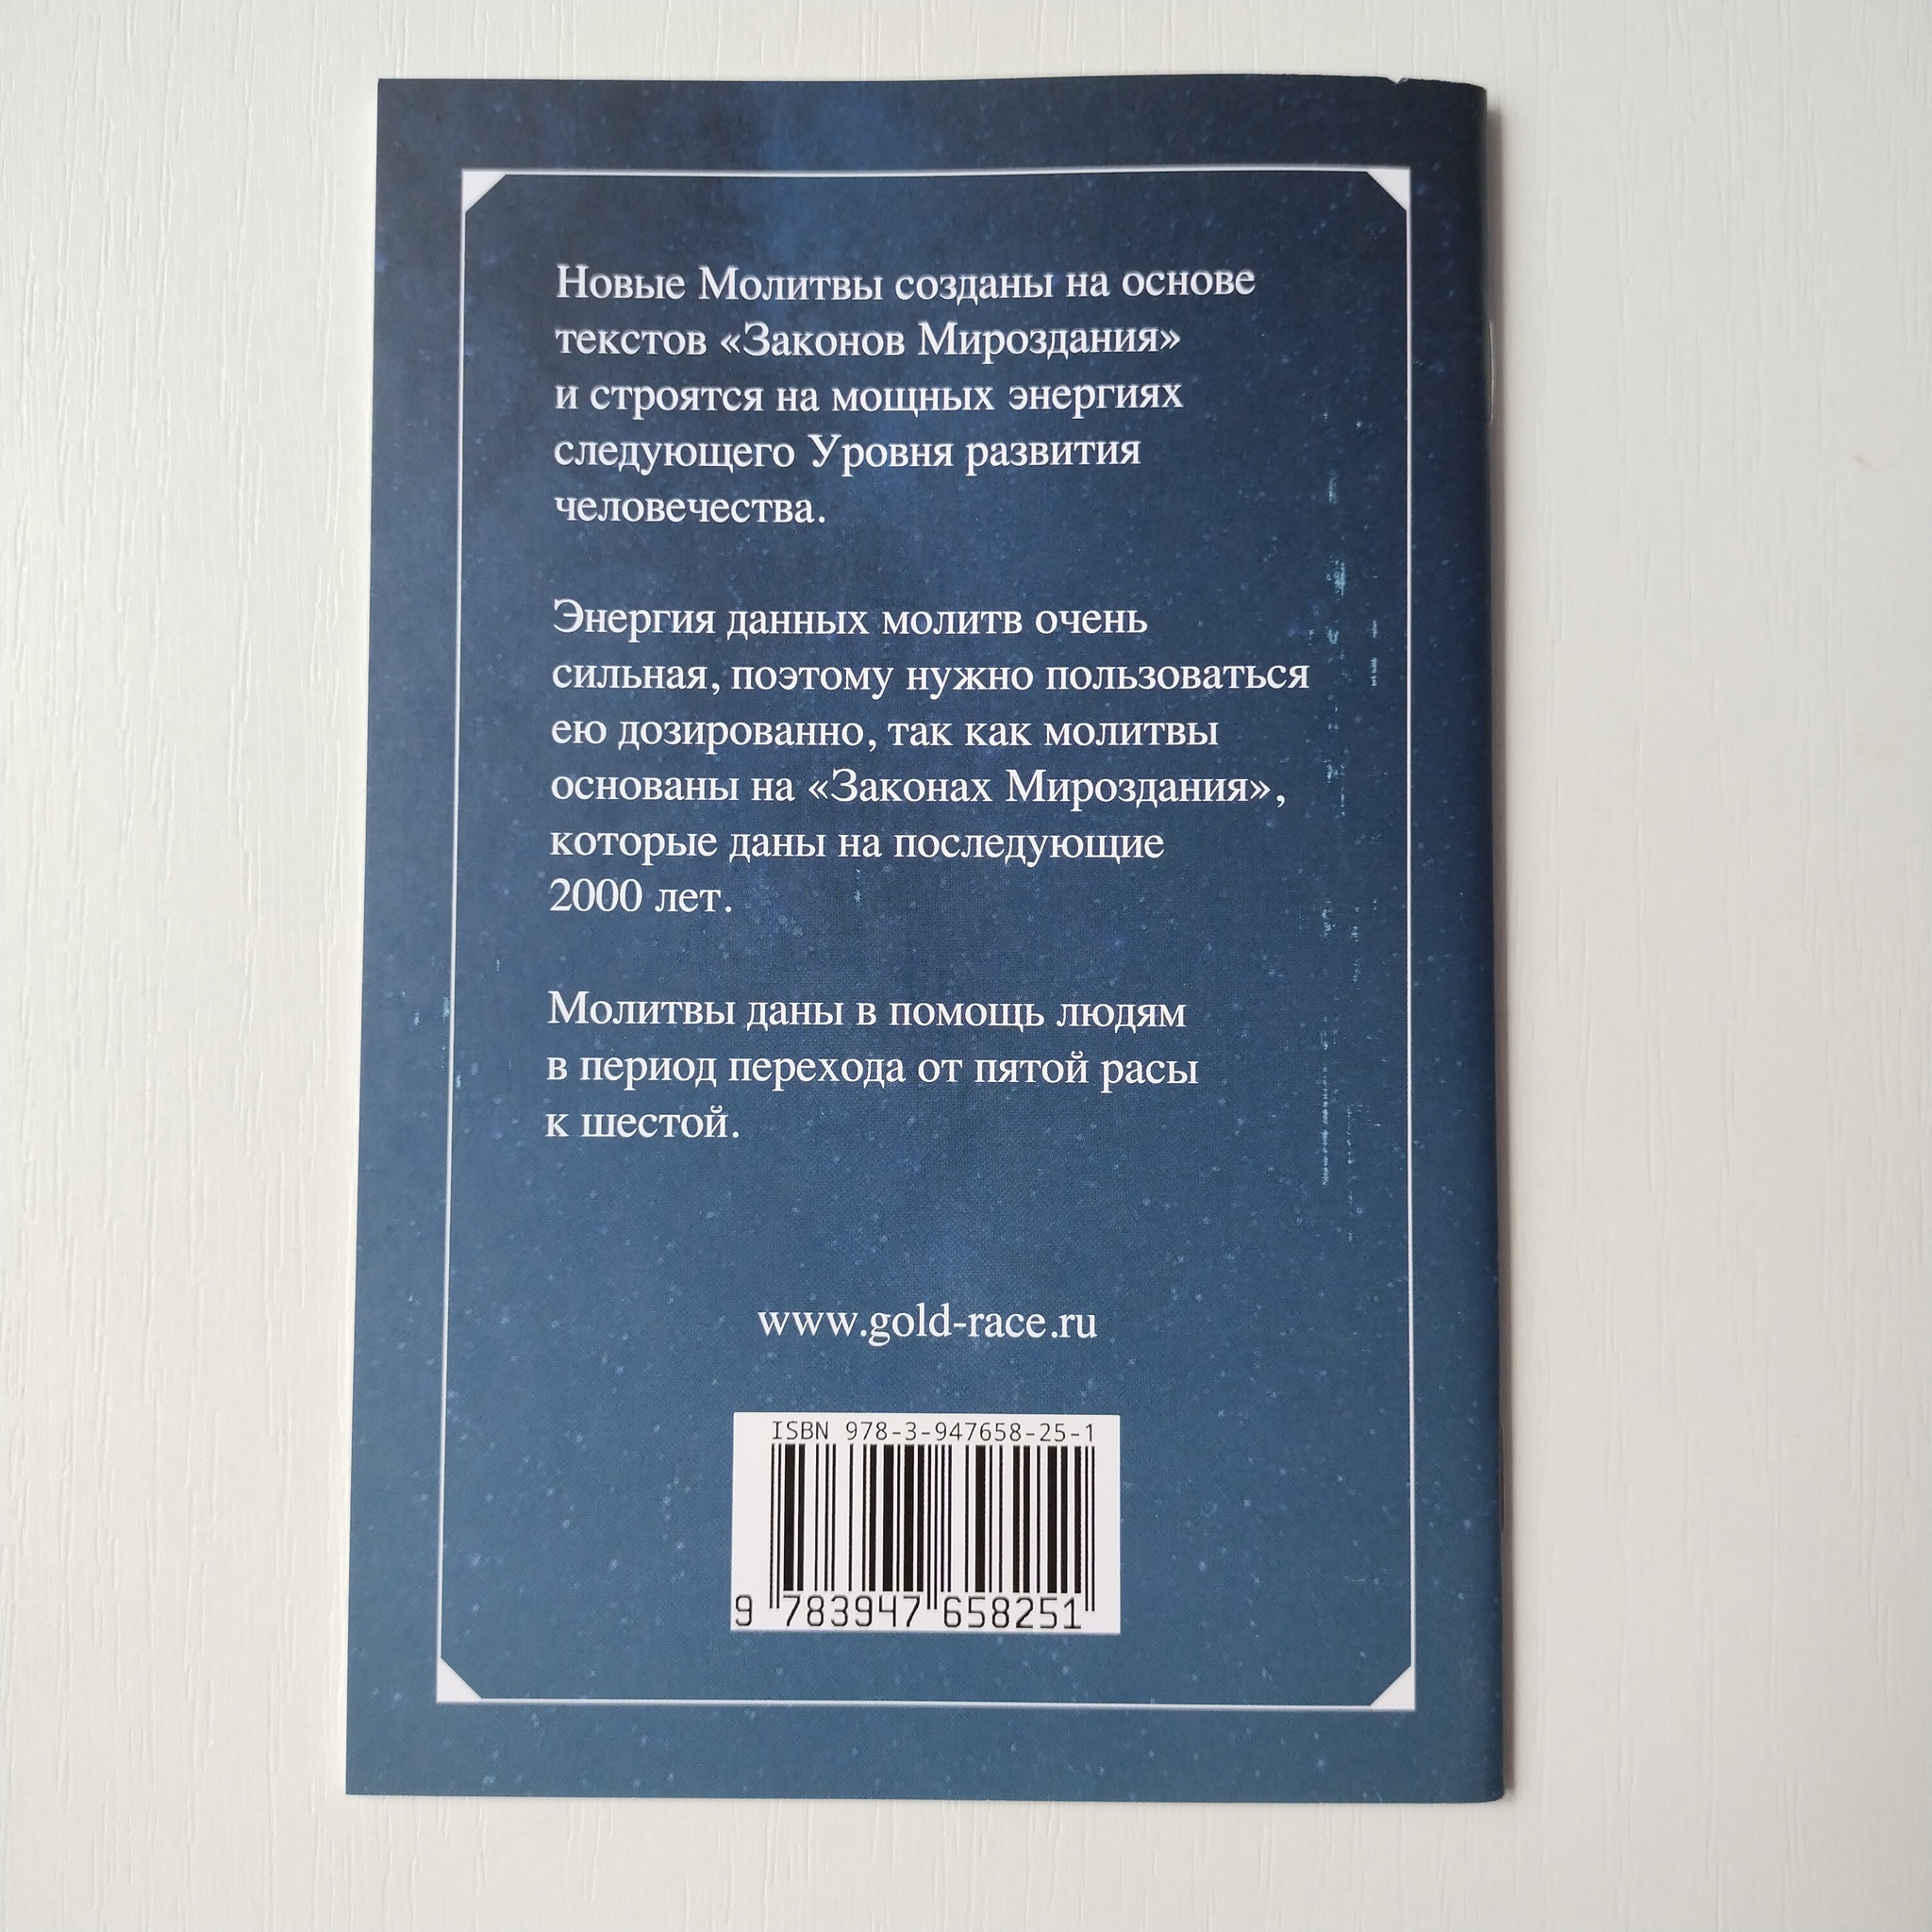 Новые Молитвы созданы на основе
текстов «Законов Мироздания»
и строятся на мощных энергиях
следующего Уровня развития
человечества.
Энергия данных молитв очень
сильная, поэтому нужно пользоваться
ею дозированно, так как молитвы
основаны на «Законах Мироздания»,
которые даны на последующие
2000 лет.
Молитвы даны в помощь людям
в период перехода от пятой расы
к шестой.
www.gold-race.ru
ISBN 978-3-947658-25-1
9 783947 658251